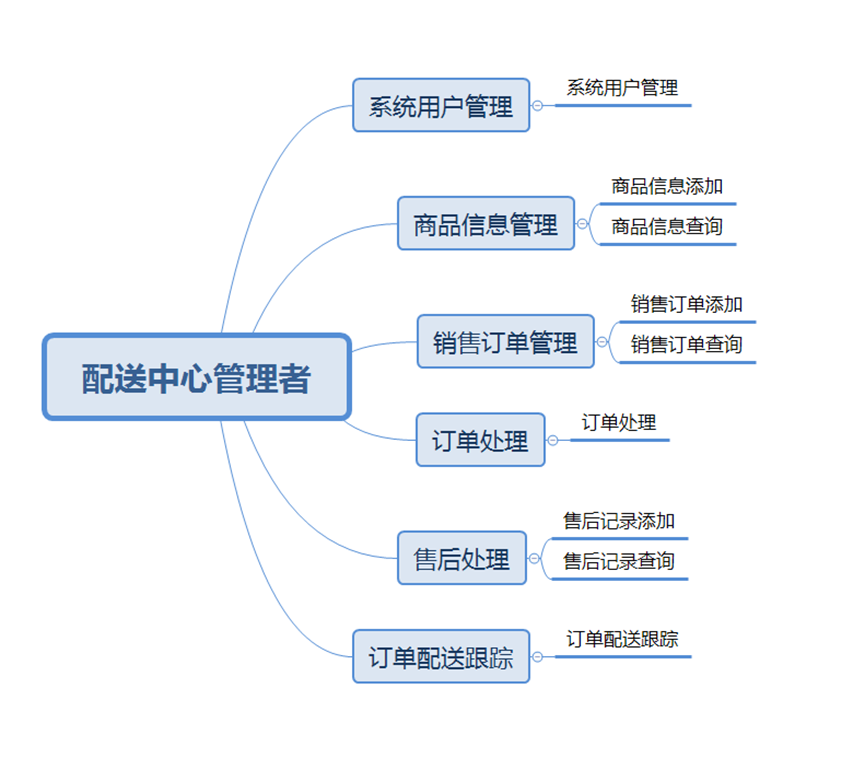 配送中心管理者
系统用户管理
系统用户管理
商品信息管理
商品信息添加
商品信息查询
销售订单管理
销售订单添加
销售订单查询
订单处理
订单处理
售后处理
售后记录添加
售后记录查询
订单配送跟踪
订单配送跟踪